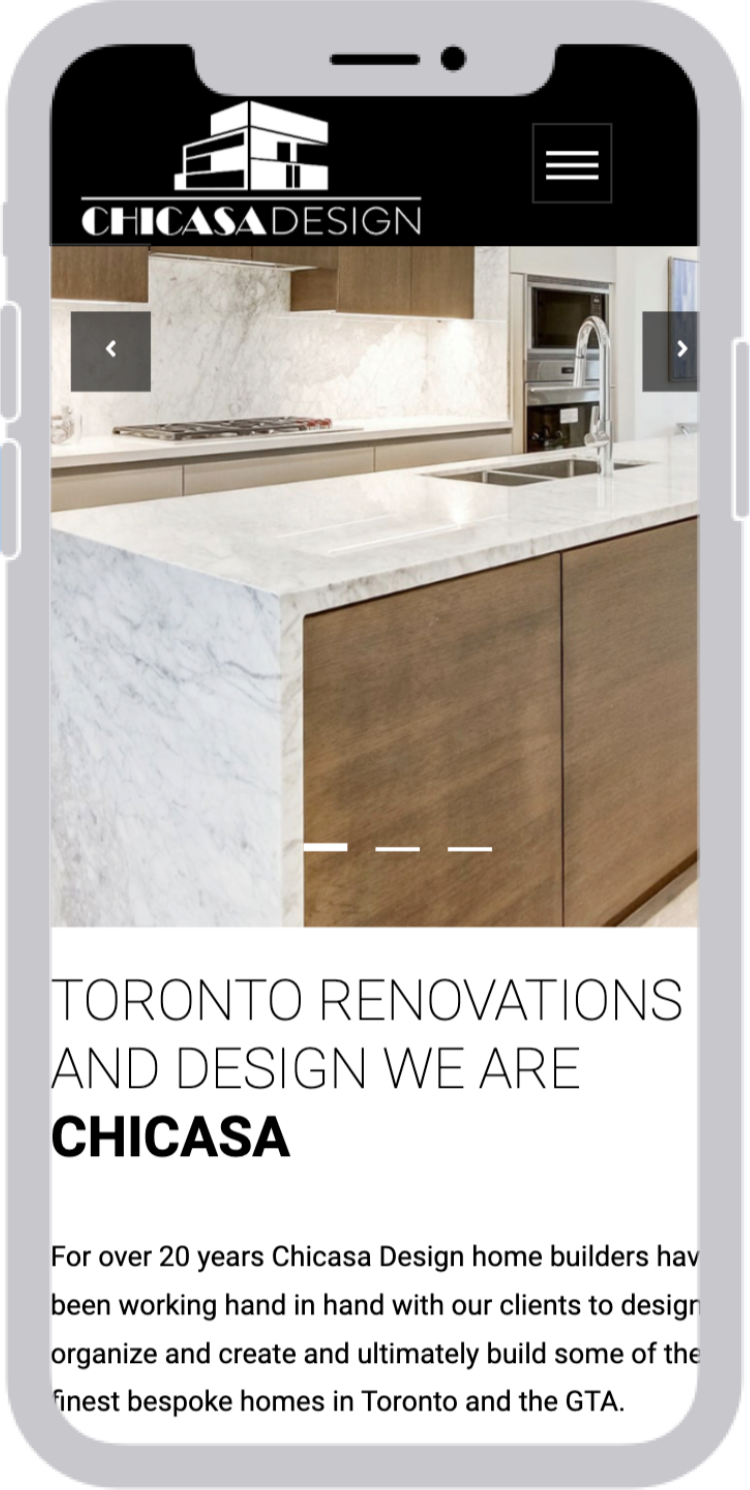 CHICASA DESIGN
TORONTO RENOVATIONS
AND DESIGN WE ARE
CHICASA
For over 20 years Chicasa Design home builders hav
been working hand in hand with our clients to design
organize and create and ultimately build some of the
finest bespoke homes in Toronto and the GTA.